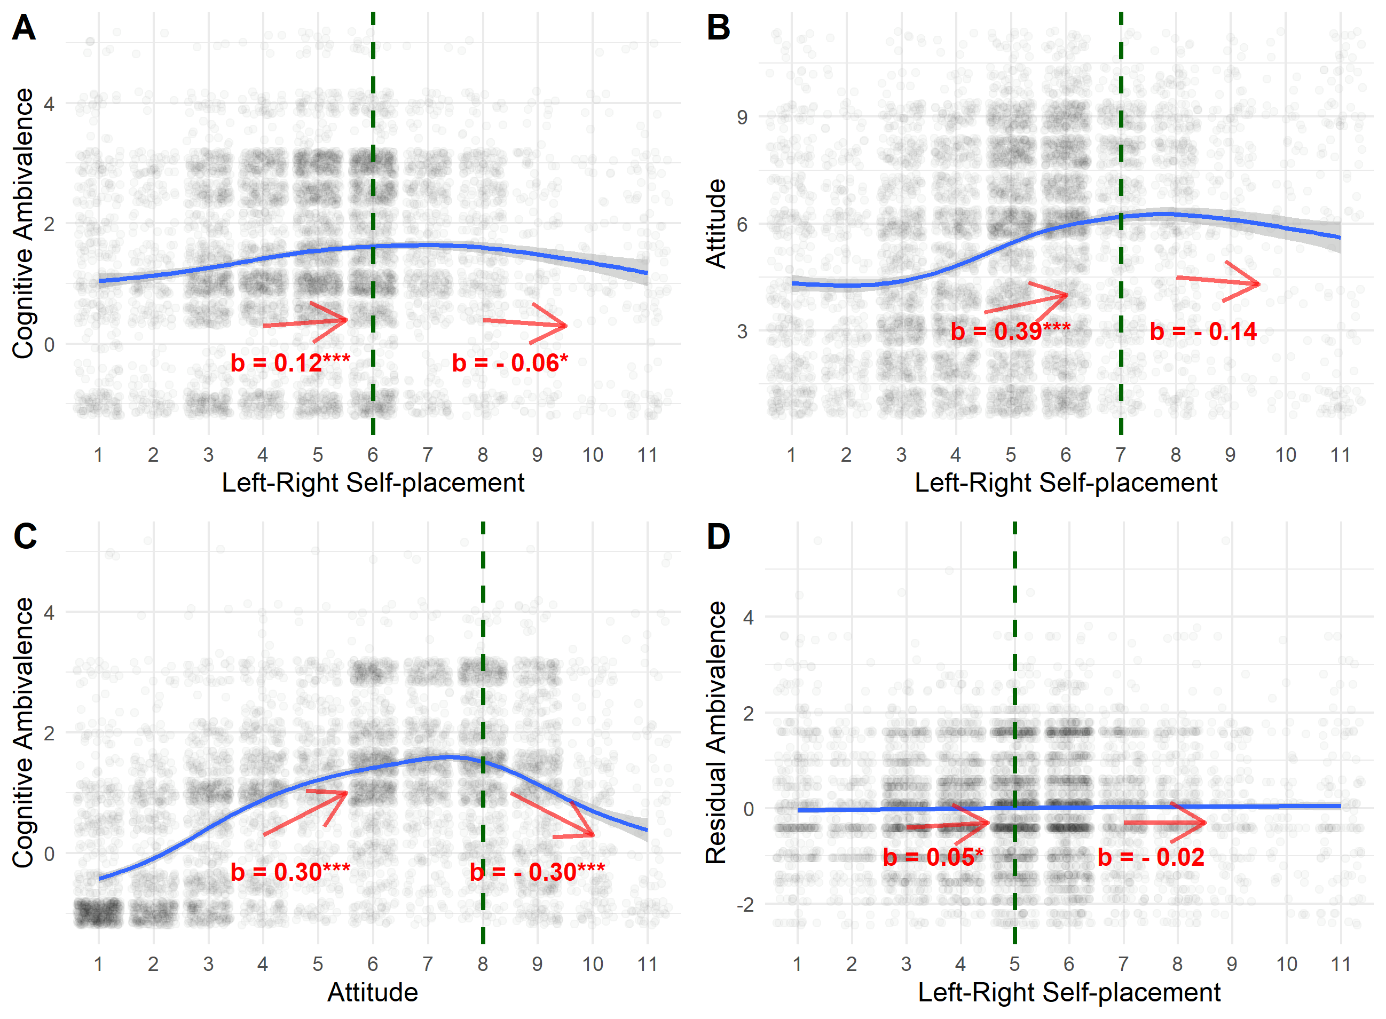 A
Cognitive Ambivalence
4
2
0
b = 0.12***
b = - 0.06*
1 2 3 4 5 6 7 8 9 10 11
Left-Right Self-placement
B
Attitude
9
6
3
b = 0.39***
b = - 0.14
1 2 3 4 5 6 7 8 9 10 11
Left-Right Self-placement
C
Cognitive Ambivalence
4
2
0
b = 0.30***
b = - 0.30***
1 2 3 4 5 6 7 8 9 10 11
Attitude
D
Residual Ambivalence
4
2
0
-2
b = 0.05*
b = - 0.02
1 2 3 4 5 6 7 8 9 10 11
Left-Right Self-placement